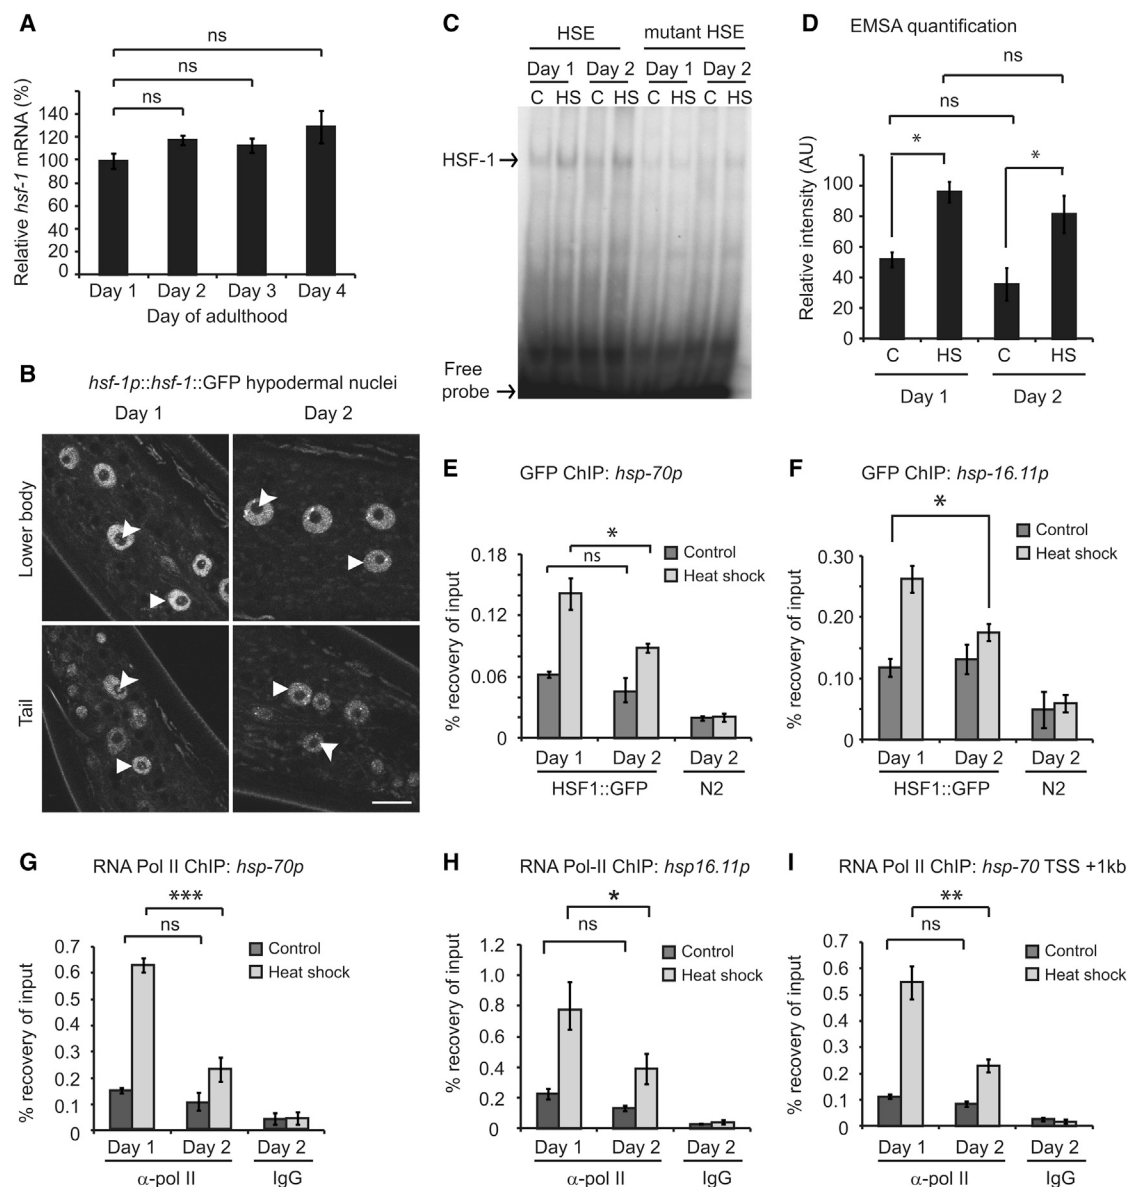 A
ns
ns
ns
Relative hsf-1 mRNA (%)
140
120
100
80
60
40
20
0
Day 1 Day 2 Day 3 Day 4
Day of adulthood
B
hsf-1p::hsf-1::GFP hypodermal nuclei
Day 1 Day 2
Lower body
Tail
C
HSE mutant HSE
Day 1 Day 2 Day 1 Day 2
C HS C HS C HS C HS
HSF-1
Free
probe
D EMSA quantification
ns
ns
* *
Relative intensity (AU)
100
80
60
40
20
0
C HS C HS
Day 1 Day 2
E GFP ChIP: hsp-70p
*
ns
Control
Heat shock
% recovery of input
0.18
0.12
0.06
0
Day 1 Day 2 Day 2
HSF1::GFP N2
F GFP ChIP: hsp-16.11p
*
Control
Heat shock
% recovery of input
0.30
0.20
0.10
0
Day 1 Day 2 Day 2
HSF1::GFP N2
G RNA Pol II ChIP: hsp-70p
***
ns
Control
Heat shock
% recovery of input
0.7
0.6
0.5
0.4
0.3
0.2
0.1
0
Day 1 Day 2 Day 2
α-pol II IgG
H RNA Pol-II ChIP: hsp16.11p
*
ns
Control
Heat shock
% recovery of input
1.2
1.0
0.8
0.6
0.4
0.2
0
Day 1 Day 2 Day 2
α-pol II IgG
I RNA Pol II ChIP: hsp-70 TSS +1kb
**
ns
Control
Heat shock
% recovery of input
0.7
0.6
0.5
0.4
0.3
0.2
0.1
0
Day 1 Day 2 Day 2
α-pol II IgG